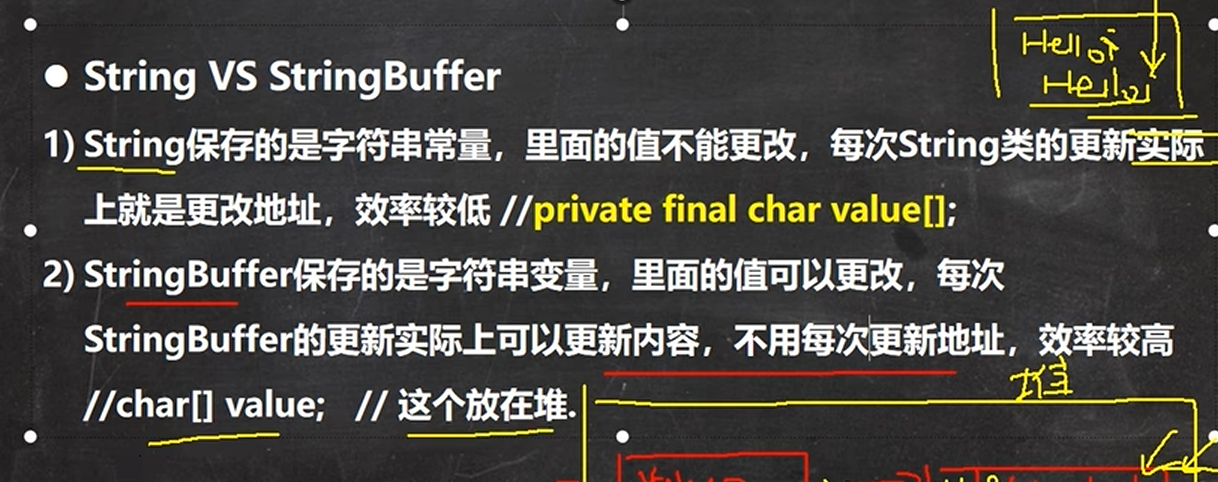 ● String VS StringBuffer
1) String保存的是字符串常量，里面的值不能更改，每次String类的更新实际
上就是更改地址，效率较低 //private final char value[];
2) StringBuffer保存的是字符串变量，里面的值可以更改，每次
StringBuffer的更新实际上可以更新内容，不用每次更新地址，效率较高
//char[] value;   // 这个放在堆.